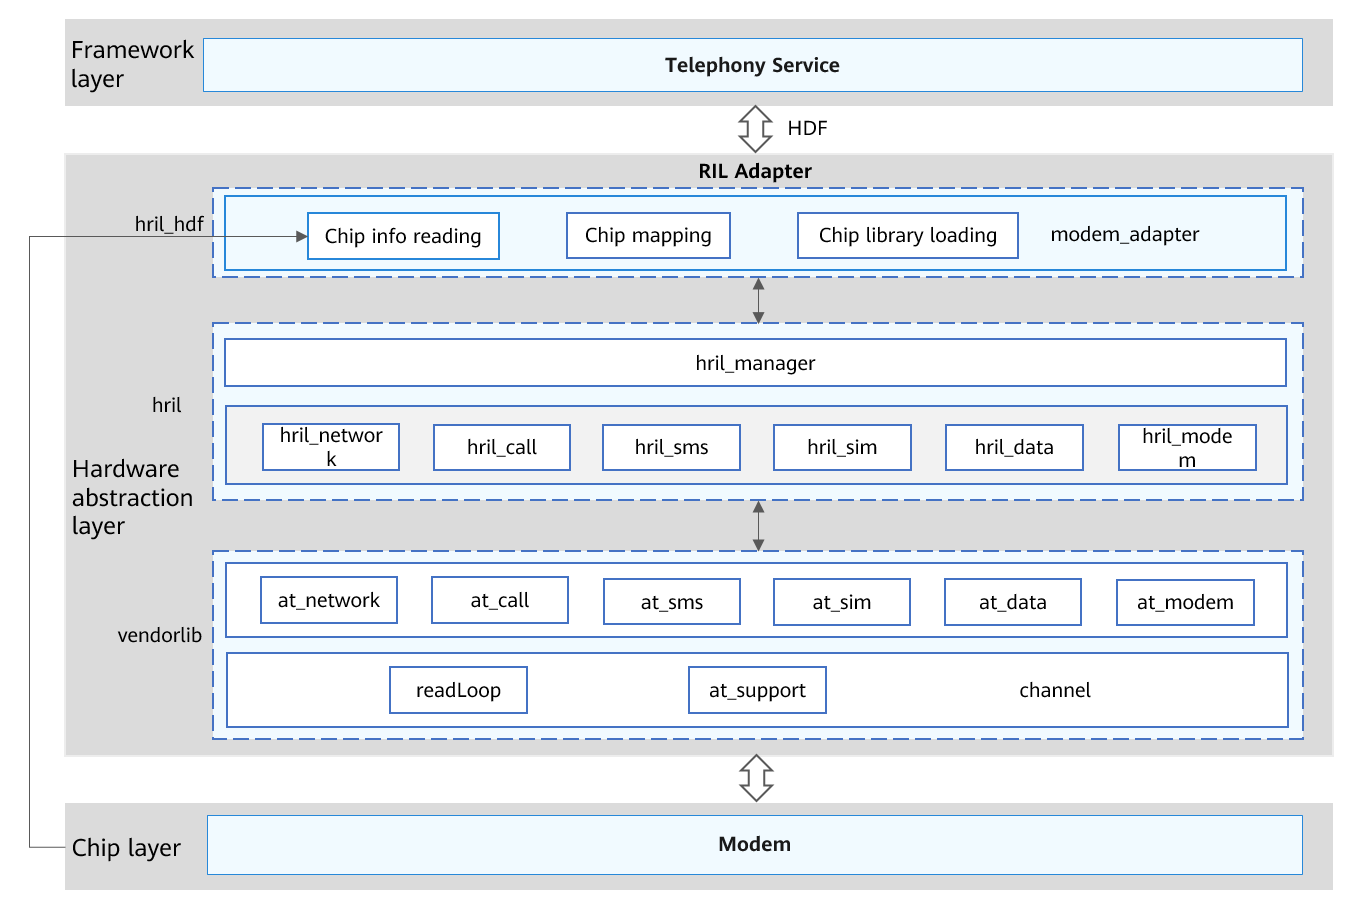 Framework
layer
Telephony Service
HDF
RIL Adapter
hril_hdf
Chip info reading
Chip mapping
Chip library loading
modem_adapter
hril_manager
hril
hril_networ
k
hril_call
hril_sms
hril_sim
hril_data
hril_mode
m
Hardware
abstraction
layer
at_network
at_call
at_sms
at_sim
at_data
at_modem
vendorlib
readLoop
at_support
channel
Chip layer
Modem